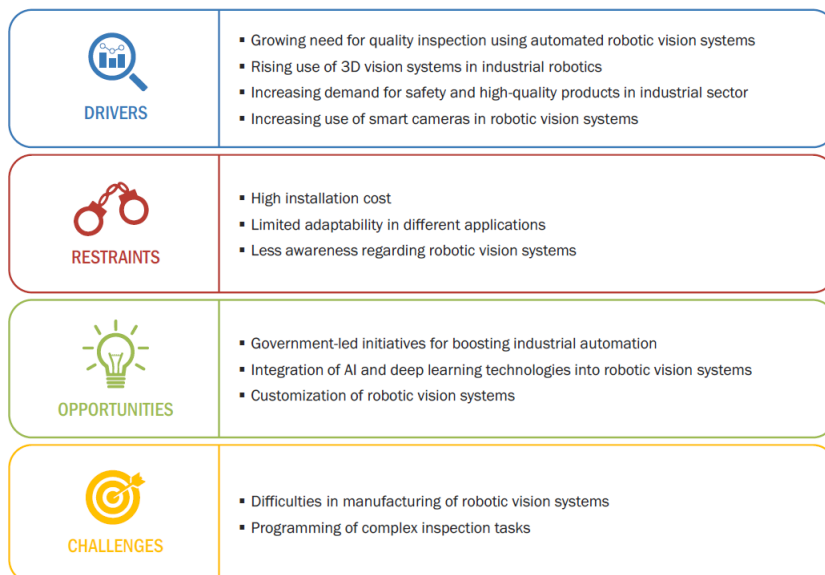 DRIVERS
▪ Growing need for quality inspection using automated robotic vision systems
▪ Rising use of 3D vision systems in industrial robotics
▪ Increasing demand for safety and high-quality products in industrial sector
▪ Increasing use of smart cameras in robotic vision systems
RESTRAINTS
▪ High installation cost
▪ Limited adaptability in different applications
▪ Less awareness regarding robotic vision systems
OPPORTUNITIES
▪ Government-led initiatives for boosting industrial automation
▪ Integration of AI and deep learning technologies into robotic vision systems
▪ Customization of robotic vision systems
CHALLENGES
▪ Difficulties in manufacturing of robotic vision systems
▪ Programming of complex inspection tasks